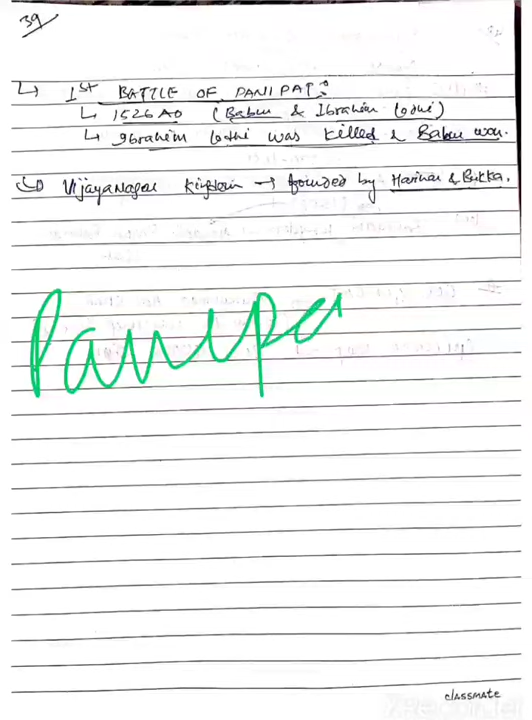 39
↳ 1st BATTLE OF PANIPAT:
↳ 1526 AD (Babur & Ibrahim Lodhi)
↳ Ibrahim Lodhi was killed & Babur won.
Vijayanagar Kingdom → founded by Harihar & Bukka.
Panipa
classmate